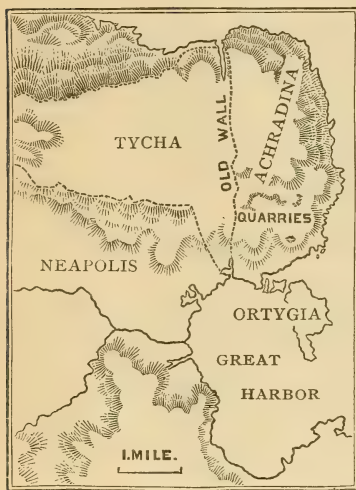 TYCHA
OLD WALL
ACHRADINA
QUARRIES
NEAPOLIS
ORTYGIA
GREAT
HARBOR
1.MILE.